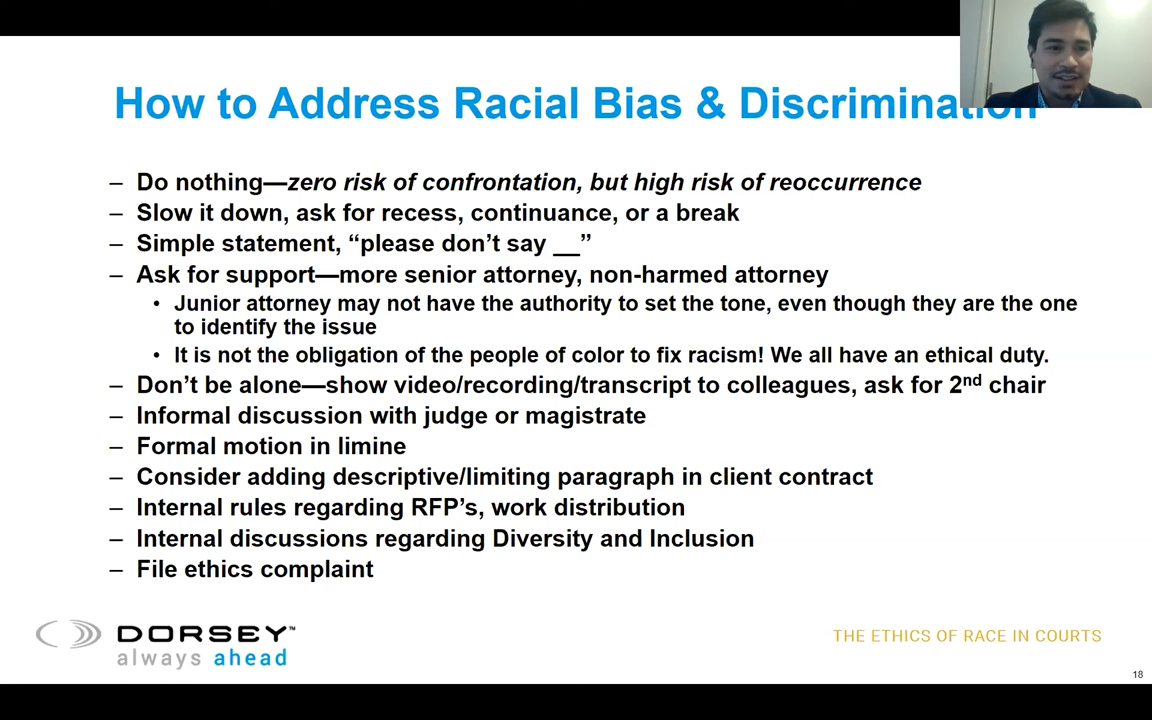 How to Address Racial Bias & Discrimination
– Do nothing—zero risk of confrontation, but high risk of reoccurrence
– Slow it down, ask for recess, continuance, or a break
– Simple statement, “please don’t say __”
– Ask for support—more senior attorney, non-harmed attorney
• Junior attorney may not have the authority to set the tone, even though they are the one
to identify the issue
• It is not the obligation of the people of color to fix racism! We all have an ethical duty.
– Don’t be alone—show video/recording/transcript to colleagues, ask for 2nd chair
– Informal discussion with judge or magistrate
– Formal motion in limine
– Consider adding descriptive/limiting paragraph in client contract
– Internal rules regarding RFP’s, work distribution
– Internal discussions regarding Diversity and Inclusion
– File ethics complaint
DORSEY™
always ahead
THE ETHICS OF RACE IN COURTS
18